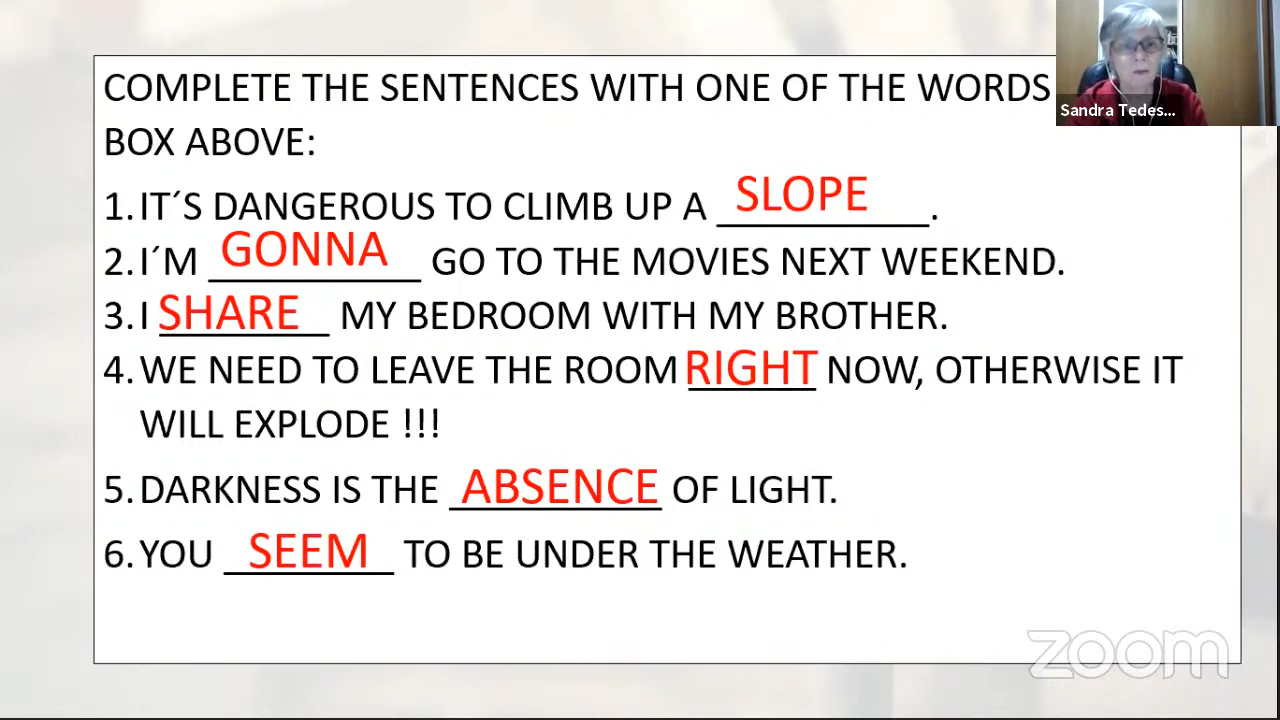 COMPLETE THE SENTENCES WITH ONE OF THE WORDS
BOX ABOVE:
1. IT´S DANGEROUS TO CLIMB UP A SLOPE.
2. I´M GONNA GO TO THE MOVIES NEXT WEEKEND.
3. I SHARE MY BEDROOM WITH MY BROTHER.
4. WE NEED TO LEAVE THE ROOM RIGHT NOW, OTHERWISE IT
WILL EXPLODE !!!
5. DARKNESS IS THE ABSENCE OF LIGHT.
6. YOU SEEM TO BE UNDER THE WEATHER.
Sandra Tedes...
zoom